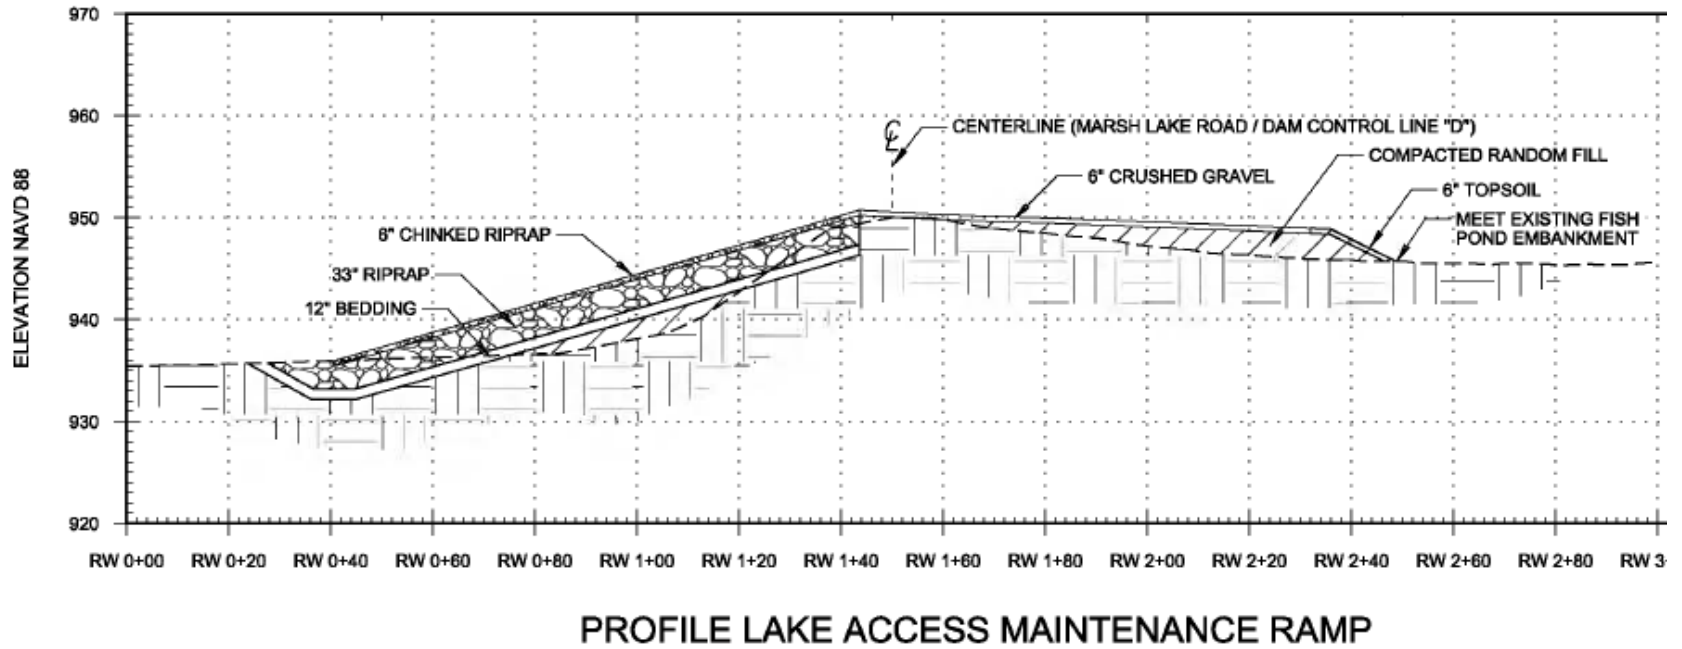 970
960
950
940
930
920
ELEVATION NAVD 88
CENTERLINE (MARSH LAKE ROAD / DAM CONTROL LINE "D")
COMPACTED RANDOM FILL
6" CRUSHED GRAVEL
6" TOPSOIL
MEET EXISTING FISH
POND EMBANKMENT
6" CHINKED RIPRAP
33" RIPRAP
12" BEDDING
RW 0+00 RW 0+20 RW 0+40 RW 0+60 RW 0+80 RW 1+00 RW 1+20 RW 1+40 RW 1+60 RW 1+80 RW 2+00 RW 2+20 RW 2+40 RW 2+60 RW 2+80 RW 3+
PROFILE LAKE ACCESS MAINTENANCE RAMP